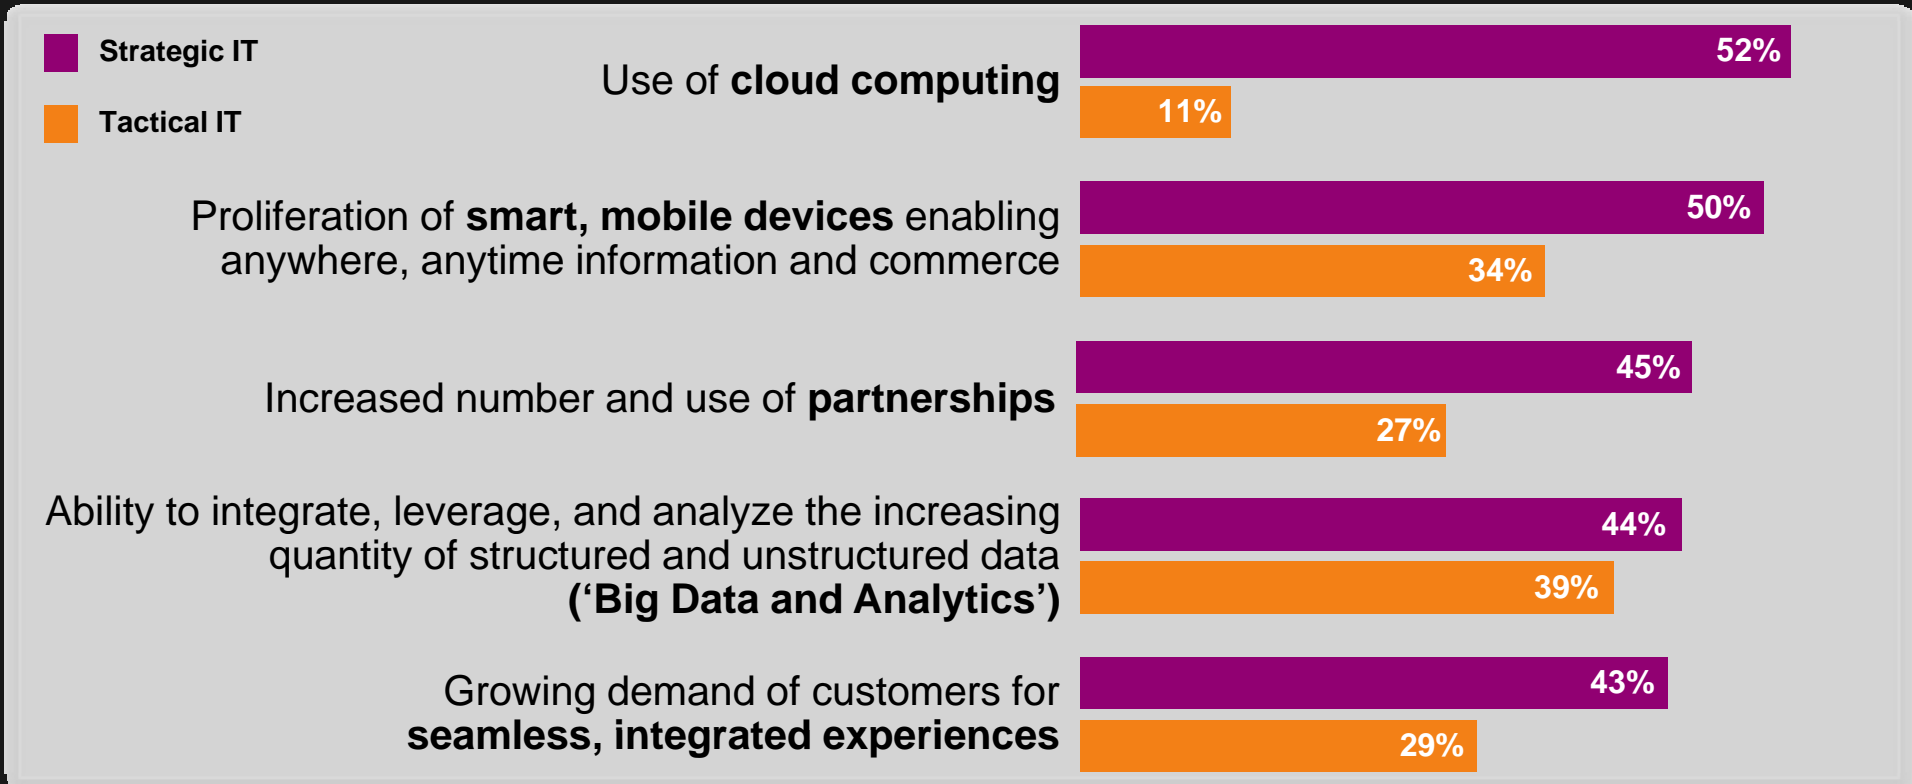 Strategic IT
Tactical IT
Use of cloud computing
52%
11%
Proliferation of smart, mobile devices enabling
anywhere, anytime information and commerce
50%
34%
Increased number and use of partnerships
45%
27%
Ability to integrate, leverage, and analyze the increasing
quantity of structured and unstructured data
(‘Big Data and Analytics’)
44%
39%
Growing demand of customers for
seamless, integrated experiences
43%
29%